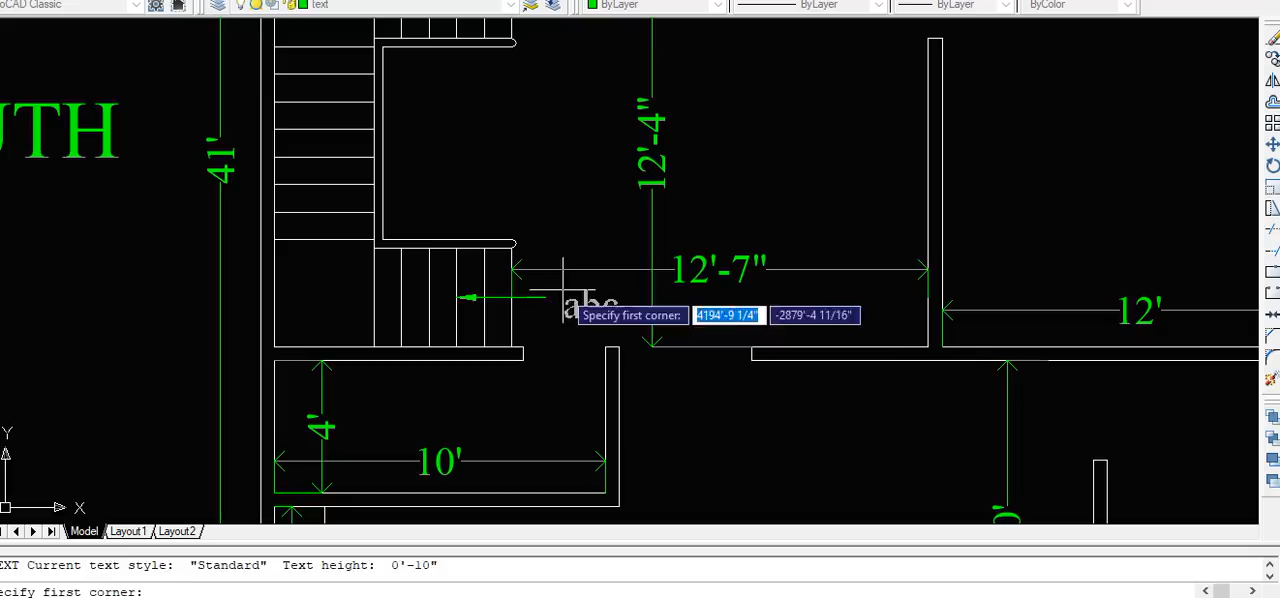 oCAD Classic
text
ByLayer
ByLayer
ByLayer
ByColor
UTH
41'
12'-4"
12'-7"
abc
Specify first corner: 4194'-9 1/4" -2879'-4 11/16"
12'
4'
10'
0'
Y
X
Model Layout1 Layout2
EXT Current text style: "Standard" Text height: 0'-10"
pecify first corner: